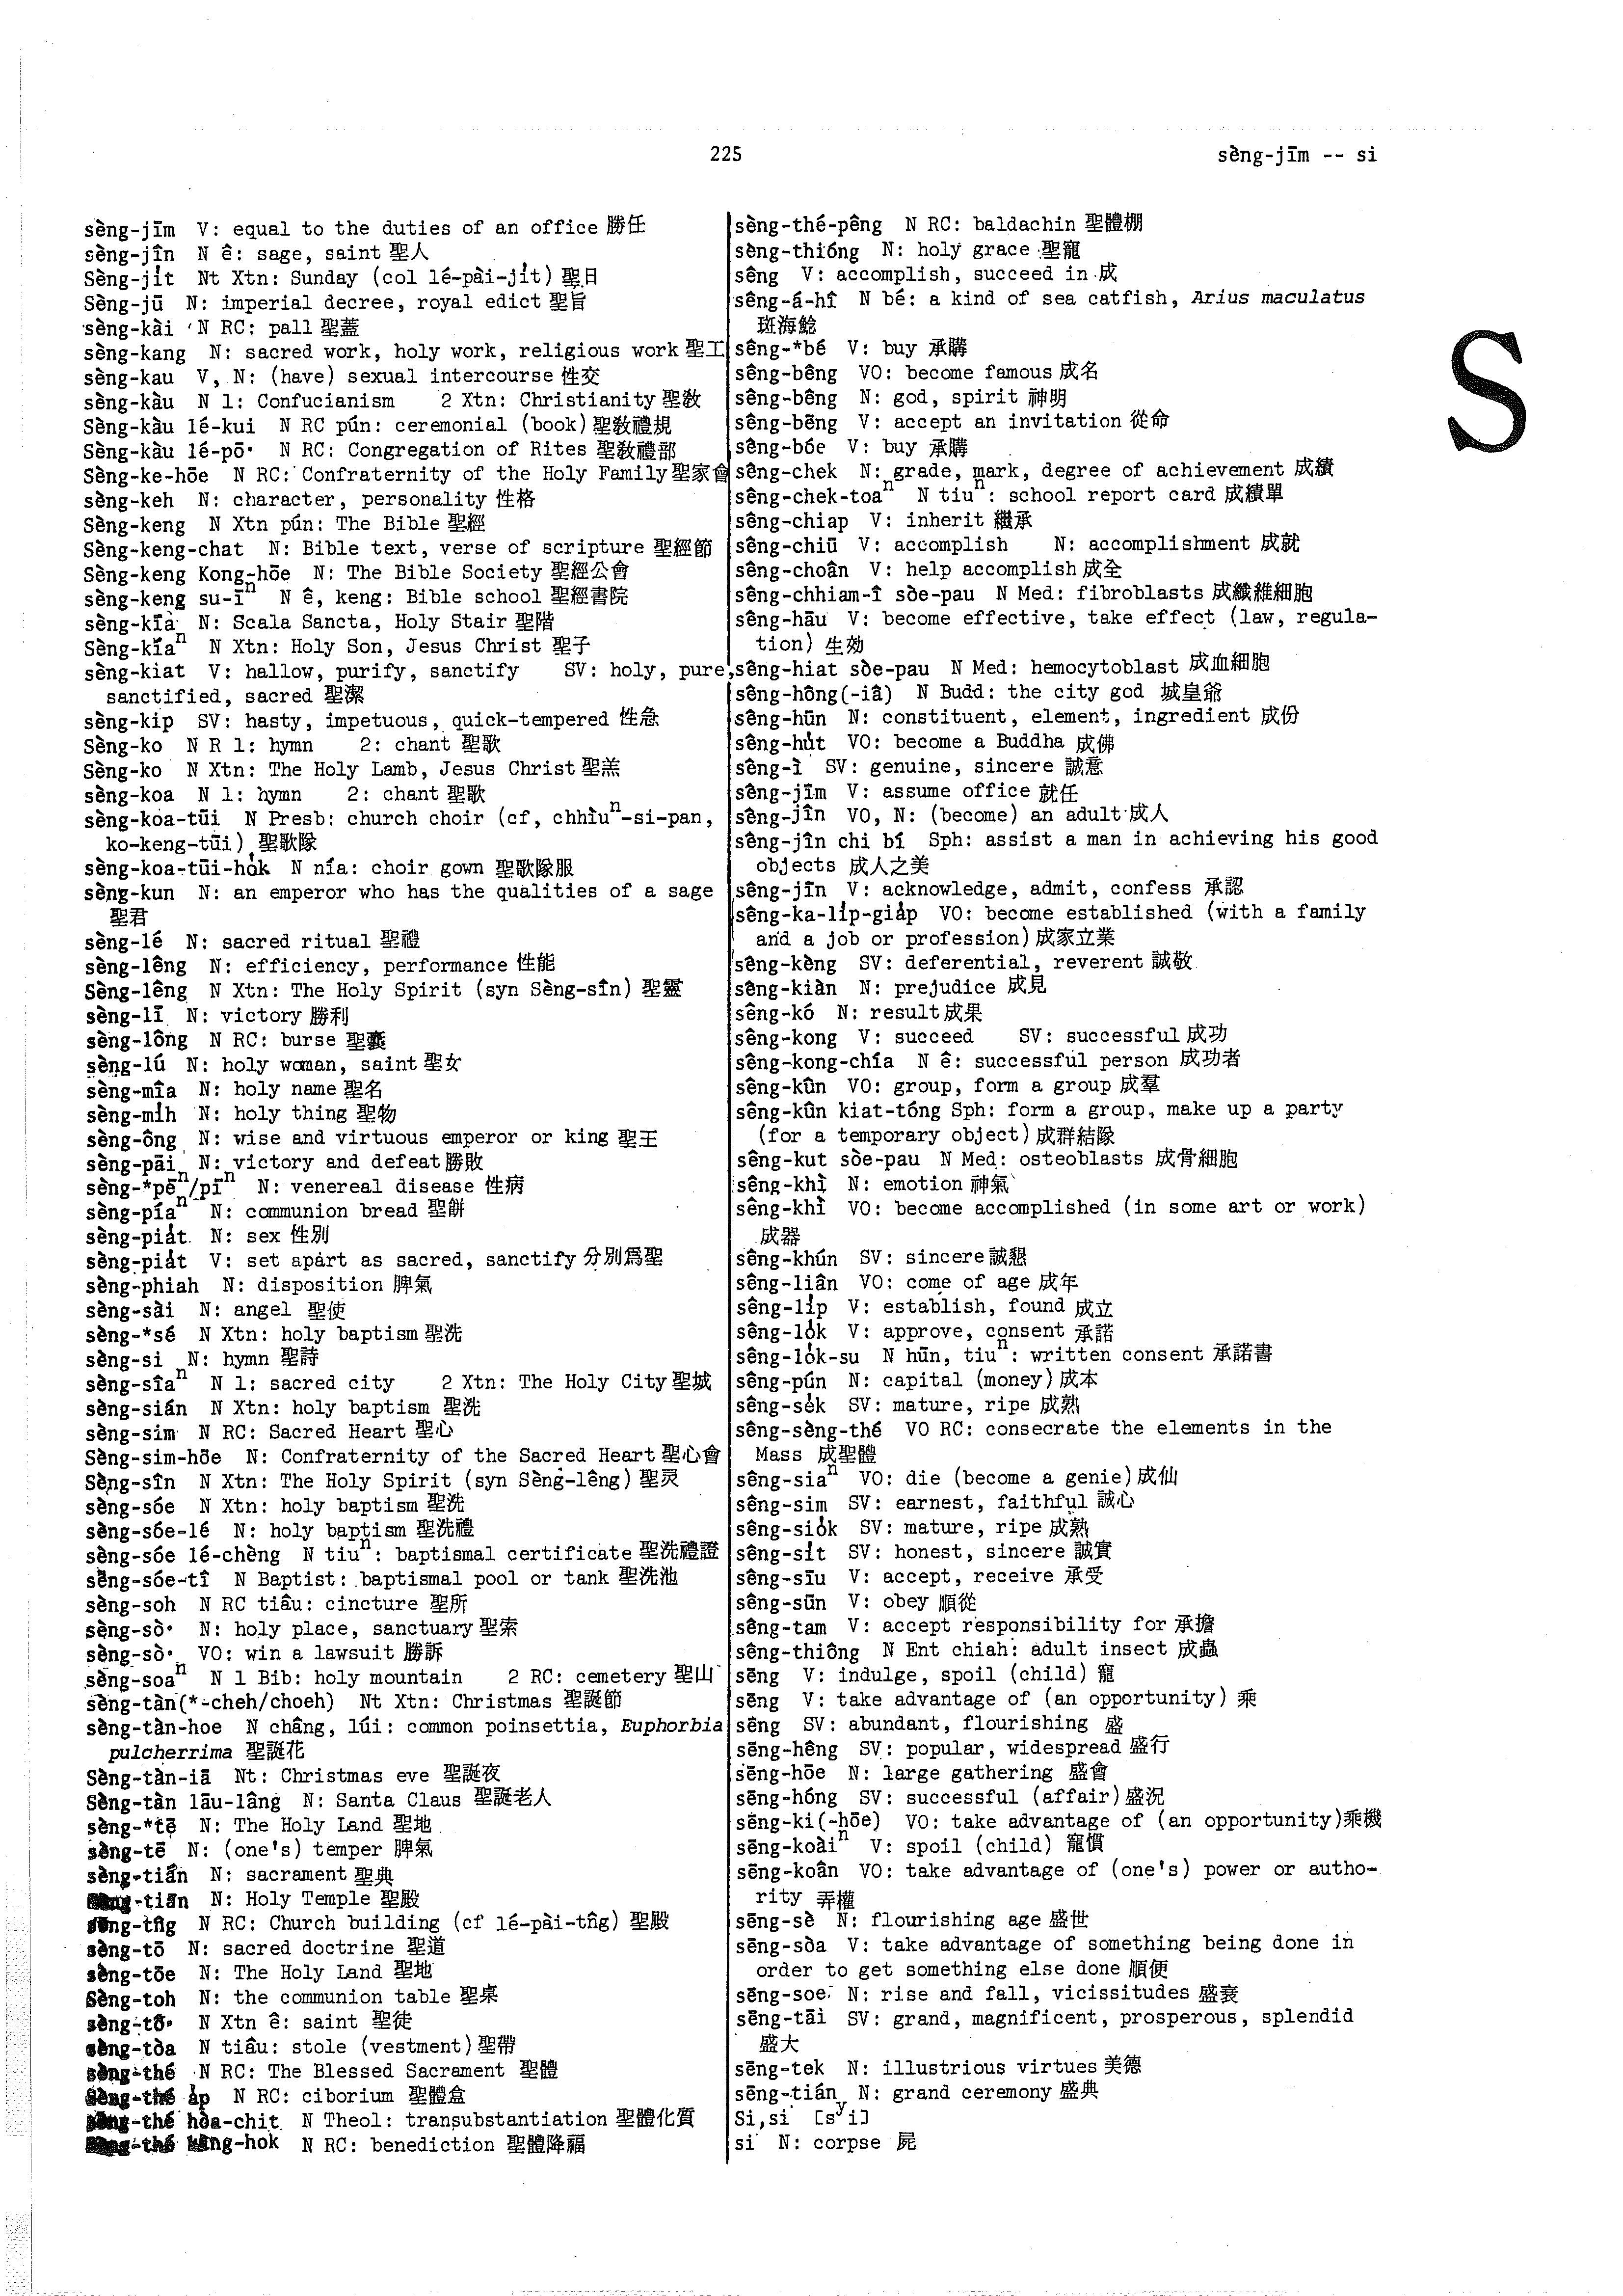 225
sèng-jīm -- si
S
sèng-jīm V: equal to the duties of an office 勝任
sèng-jîn N ê: sage, saint 聖人
Sèng-ji̍t Nt Xtn: Sunday (col lé-pài-ji̍t) 聖日
Sèng-jū N: imperial decree, royal edict 聖旨
sèng-kài N RC: pall 聖蓋
sèng-kang N: sacred work, holy work, religious work 聖工
sèng-kau V, N: (have) sexual intercourse 性交
sèng-kàu N 1: Confucianism 2 Xtn: Christianity 聖敎
Sèng-kàu lé-kui N RC pún: ceremonial (book) 聖敎禮規
Sèng-kàu lé-pō· N RC: Congregation of Rites 聖敎禮部
Sèng-ke-hōe N RC: Confraternity of the Holy Family 聖家會
sèng-keh N: character, personality 性格
Sèng-keng N Xtn pún: The Bible 聖經
Sèng-keng-chat N: Bible text, verse of scripture 聖經節
Sèng-keng Kong-hōe N: The Bible Society 聖經公會
sèng-keng su-īⁿ N ê, keng: Bible school 聖經書院
sèng-kīa N: Scala Sancta, Holy Stair 聖階
Sèng-kíaⁿ N Xtn: Holy Son, Jesus Christ 聖子
sèng-kiat V: hallow, purify, sanctify SV: holy, pure,
sanctified, sacred 聖潔
sèng-kip SV: hasty, impetuous, quick-tempered 性急
Sèng-ko N R 1: hymn 2: chant 聖歌
Sèng-ko N Xtn: The Holy Lamb, Jesus Christ 聖羔
sèng-koa N 1: hymn 2: chant 聖歌
sèng-koa-tūi N Presb: church choir (cf, chhìuⁿ-si-pan,
ko-keng-tūi) 聖歌隊
sèng-koa-tūi-ho̍k N nía: choir gown 聖歌隊服
sèng-kun N: an emperor who has the qualities of a sage
聖君
sèng-lé N: sacred ritual 聖禮
sèng-lêng N: efficiency, performance 性能
Sèng-lêng N Xtn: The Holy Spirit (syn Sèng-sîn) 聖靈
sèng-lī N: victory 勝利
sèng-lông N RC: burse 聖囊
sèng-lú N: holy woman, saint 聖女
sèng-mîa N: holy name 聖名
sèng-mi̍h N: holy thing 聖物
sèng-ông N: wise and virtuous emperor or king 聖王
sèng-pāi N: victory and defeat 勝敗
sèng-*pēⁿ/pīⁿ N: venereal disease 性病
sèng-píaⁿ N: communion bread 聖餅
sèng-pia̍t N: sex 性別
sèng-pia̍t V: set apart as sacred, sanctify 分別爲聖
sèng-phiah N: disposition 脾氣
sèng-sài N: angel 聖使
sèng-*sé N Xtn: holy baptism 聖洗
sèng-si N: hymn 聖詩
sèng-sîaⁿ N 1: sacred city 2 Xtn: The Holy City 聖城
sèng-sián N Xtn: holy baptism 聖洗
sèng-sim N RC: Sacred Heart 聖心
Sèng-sim-hōe N: Confraternity of the Sacred Heart 聖心會
Sèng-sîn N Xtn: The Holy Spirit (syn Sèng-lêng) 聖灵
sèng-sóe N Xtn: holy baptism 聖洗
sèng-sóe-lé N: holy baptism 聖洗禮
sèng-sóe lé-chèng N tiuⁿ: baptismal certificate 聖洗禮證
sèng-sóe-tî N Baptist: baptismal pool or tank 聖洗池
sèng-soh N RC tiâu: cincture 聖所
sèng-sò· N: holy place, sanctuary 聖索
sèng-sò· VO: win a lawsuit 勝訴
sèng-soaⁿ N 1 Bib: holy mountain 2 RC: cemetery 聖山
sèng-tàn(*-cheh/choeh) Nt Xtn: Christmas 聖誕節
sèng-tàn-hoe N châng, lúi: common poinsettia, Euphorbia
pulcherrima 聖誕花
Sèng-tàn-iā Nt: Christmas eve 聖誕夜
Sèng-tàn lāu-lâng N: Santa Claus 聖誕老人
sèng-*tē N: The Holy Land 聖地
sèng-tē N: (one's) temper 脾氣
sèng-tián N: sacrament 聖典
sèng-tiān N: Holy Temple 聖殿
sèng-tn̂g N RC: Church building (cf lé-pài-tn̂g) 聖殿
sèng-tō N: sacred doctrine 聖道
sèng-tōe N: The Holy Land 聖地
Sèng-toh N: the communion table 聖桌
sèng-tô· N Xtn ê: saint 聖徒
sèng-tòa N tiâu: stole (vestment) 聖帶
sèng-thé N RC: The Blessed Sacrament 聖體
Sèng-thé a̍p N RC: ciborium 聖體盒
sèng-thé hòa-chit N Theol: transubstantiation 聖體化質
sèng-thé kàng-hok N RC: benediction 聖體降福
sèng-thé-pêng N RC: baldachin 聖體棚
sèng-thióng N: holy grace 聖寵
sêng V: accomplish, succeed in 成
sêng-á-hî N bé: a kind of sea catfish, Arius maculatus
斑海鯰
sêng-*bé V: buy 承購
sêng-bêng VO: become famous 成名
sêng-bêng N: god, spirit 神明
sêng-bēng V: accept an invitation 從命
sêng-bóe V: buy 承購
sêng-chek N: grade, mark, degree of achievement 成績
sêng-chek-toaⁿ N tiuⁿ: school report card 成績單
sêng-chiap V: inherit 繼承
sêng-chiū V: accomplish N: accomplishment 成就
sêng-choân V: help accomplish 成全
sêng-chhiam-î sòe-pau N Med: fibroblasts 成纖維細胞
sêng-hāu V: become effective, take effect (law, regula-
tion) 生効
sêng-hiat sòe-pau N Med: hemocytoblast 成血細胞
sêng-hông(-iâ) N Budd: the city god 城皇爺
sêng-hūn N: constituent, element, ingredient 成份
sêng-hu̍t VO: become a Buddha 成佛
sêng-ì SV: genuine, sincere 誠意
sêng-jīm V: assume office 就任
sêng-jîn VO, N: (become) an adult 成人
sêng-jîn chi bí Sph: assist a man in achieving his good
objects 成人之美
sêng-jīn V: acknowledge, admit, confess 承認
sêng-ka-li̍p-gia̍p VO: become established (with a family
and a job or profession) 成家立業
sêng-kèng SV: deferential, reverent 誠敬
sêng-kiàn N: prejudice 成見
sêng-kó N: result 成果
sêng-kong V: succeed SV: successful 成功
sêng-kong-chía N ê: successful person 成功者
sêng-kûn VO: group, form a group 成羣
sêng-kûn kiat-tóng Sph: form a group, make up a party
(for a temporary object) 成群結隊
sêng-kut sòe-pau N Med: osteoblasts 成骨細胞
sêng-khì N: emotion 神氣
sêng-khì VO: become accomplished (in some art or work)
成器
sêng-khún SV: sincere 誠懇
sêng-liân VO: come of age 成年
sêng-li̍p V: establish, found 成立
sêng-lo̍k V: approve, consent 承諾
sêng-lo̍k-su N hūn, tiuⁿ: written consent 承諾書
sêng-pún N: capital (money) 成本
sêng-se̍k SV: mature, ripe 成熟
sêng-sèng-thé VO RC: consecrate the elements in the
Mass 成聖體
sêng-siaⁿ VO: die (become a genie) 成仙
sêng-sim SV: earnest, faithful 誠心
sêng-sio̍k SV: mature, ripe 成熟
sêng-si̍t SV: honest, sincere 誠實
sêng-sīu V: accept, receive 承受
sêng-sūn V: obey 順從
sêng-tam V: accept responsibility for 承擔
sêng-thiông N Ent chiah: adult insect 成蟲
sēng V: indulge, spoil (child) 寵
sēng V: take advantage of (an opportunity) 乘
sēng SV: abundant, flourishing 盛
sēng-hêng SV: popular, widespread 盛行
sēng-hōe N: large gathering 盛會
sēng-hóng SV: successful (affair) 盛況
sēng-ki(-hōe) VO: take advantage of (an opportunity) 乘機
sēng-koàiⁿ V: spoil (child) 寵慣
sēng-koân VO: take advantage of (one's) power or autho-
rity 弄權
sēng-sè N: flourishing age 盛世
sēng-sòa V: take advantage of something being done in
order to get something else done 順便
sēng-soe N: rise and fall, vicissitudes 盛衰
sēng-tāi SV: grand, magnificent, prosperous, splendid
盛大
sēng-tek N: illustrious virtues 美德
sēng-tián N: grand ceremony 盛典
Si,si [sʸi]
si N: corpse 屍